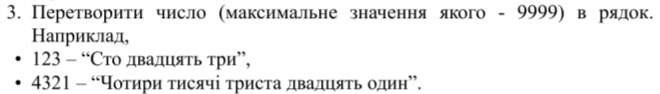 3. Перетворити число (максимальне значення якого - 9999) в рядок.
Наприклад,
• 123 – “Сто двадцять три”,
• 4321 – “Чотири тисячі триста двадцять один”.